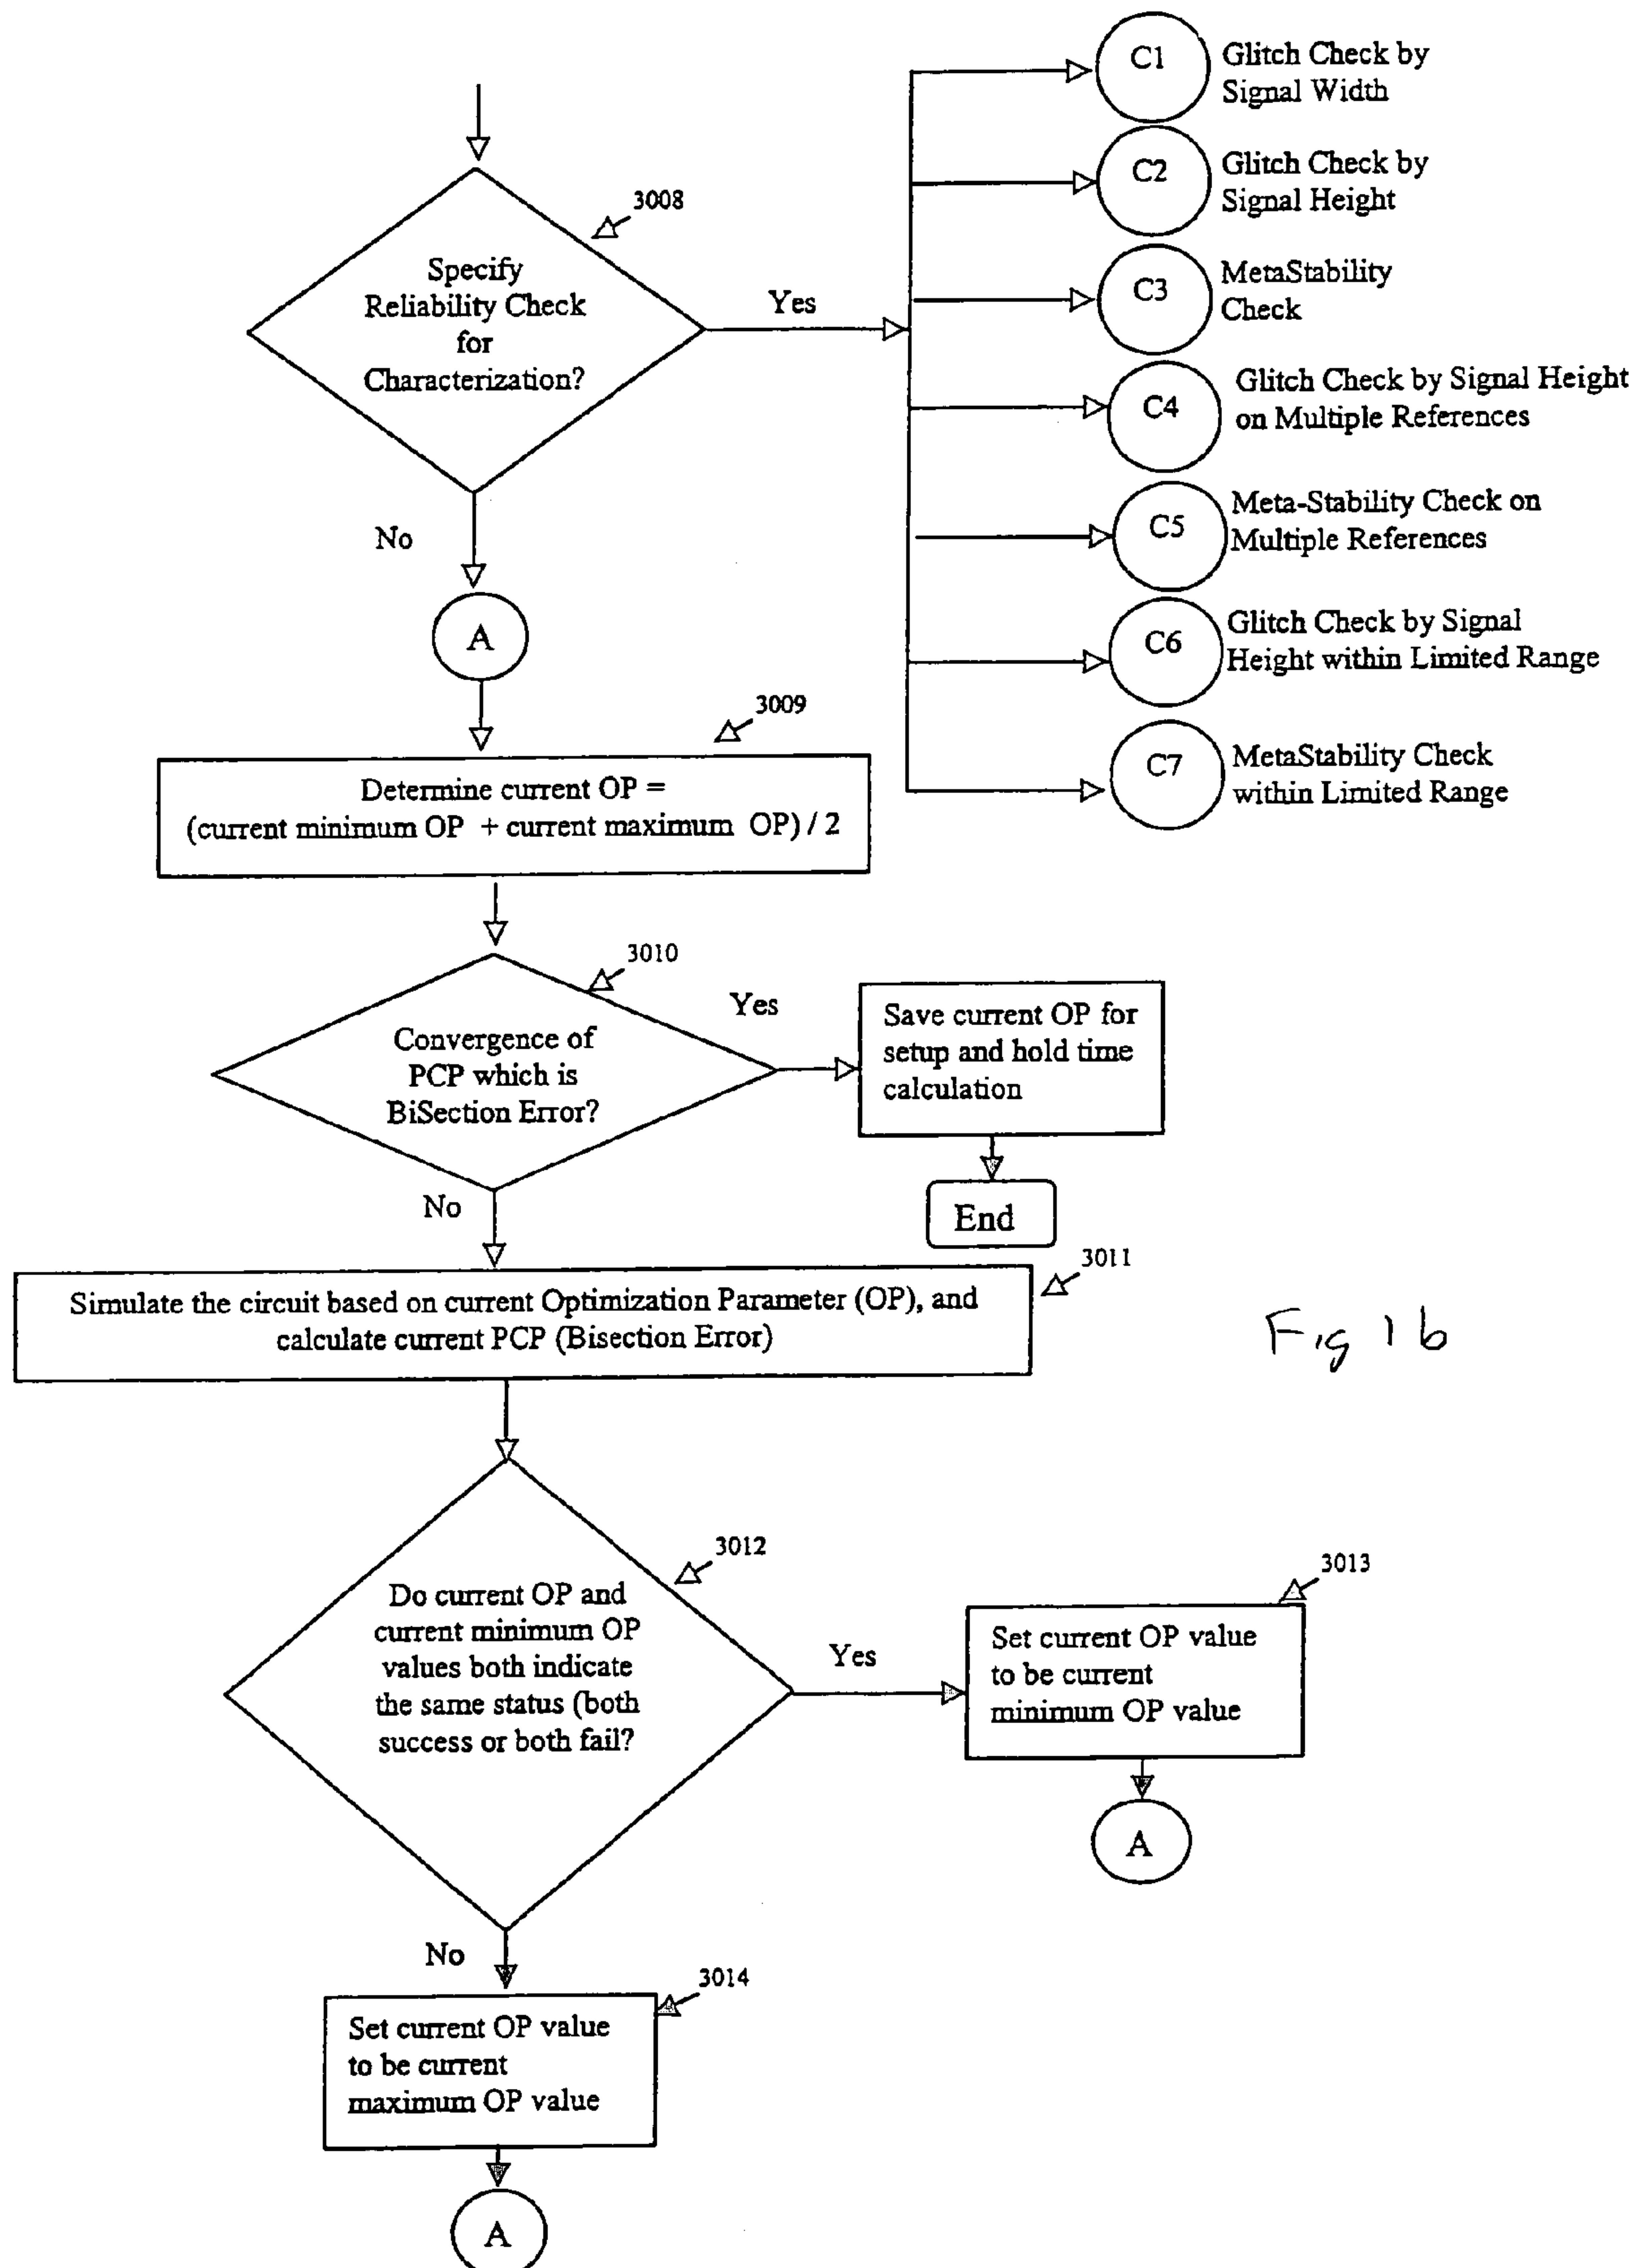 C1
Glitch Check by
Signal Width
C2
Glitch Check by
Signal Height
C3
MetaStability
Check
C4
Glitch Check by Signal Height
on Multiple References
C5
Meta-Stability Check on
Multiple References
C6
Glitch Check by Signal
Height within Limited Range
C7
MetaStability Check
within Limited Range
3008
Specify
Reliability Check
for
Characterization?
Yes
No
A
3009
Determine current OP =
(current minimum OP + current maximum OP) / 2
3010
Convergence of
PCP which is
BiSection Error?
Yes
Save current OP for
setup and hold time
calculation
End
No
3011
Simulate the circuit based on current Optimization Parameter (OP), and
calculate current PCP (Bisection Error)
Fig 1b
3012
Do current OP and
current minimum OP
values both indicate
the same status (both
success or both fail?
Yes
3013
Set current OP value
to be current
minimum OP value
A
No
3014
Set current OP value
to be current
maximum OP value
A